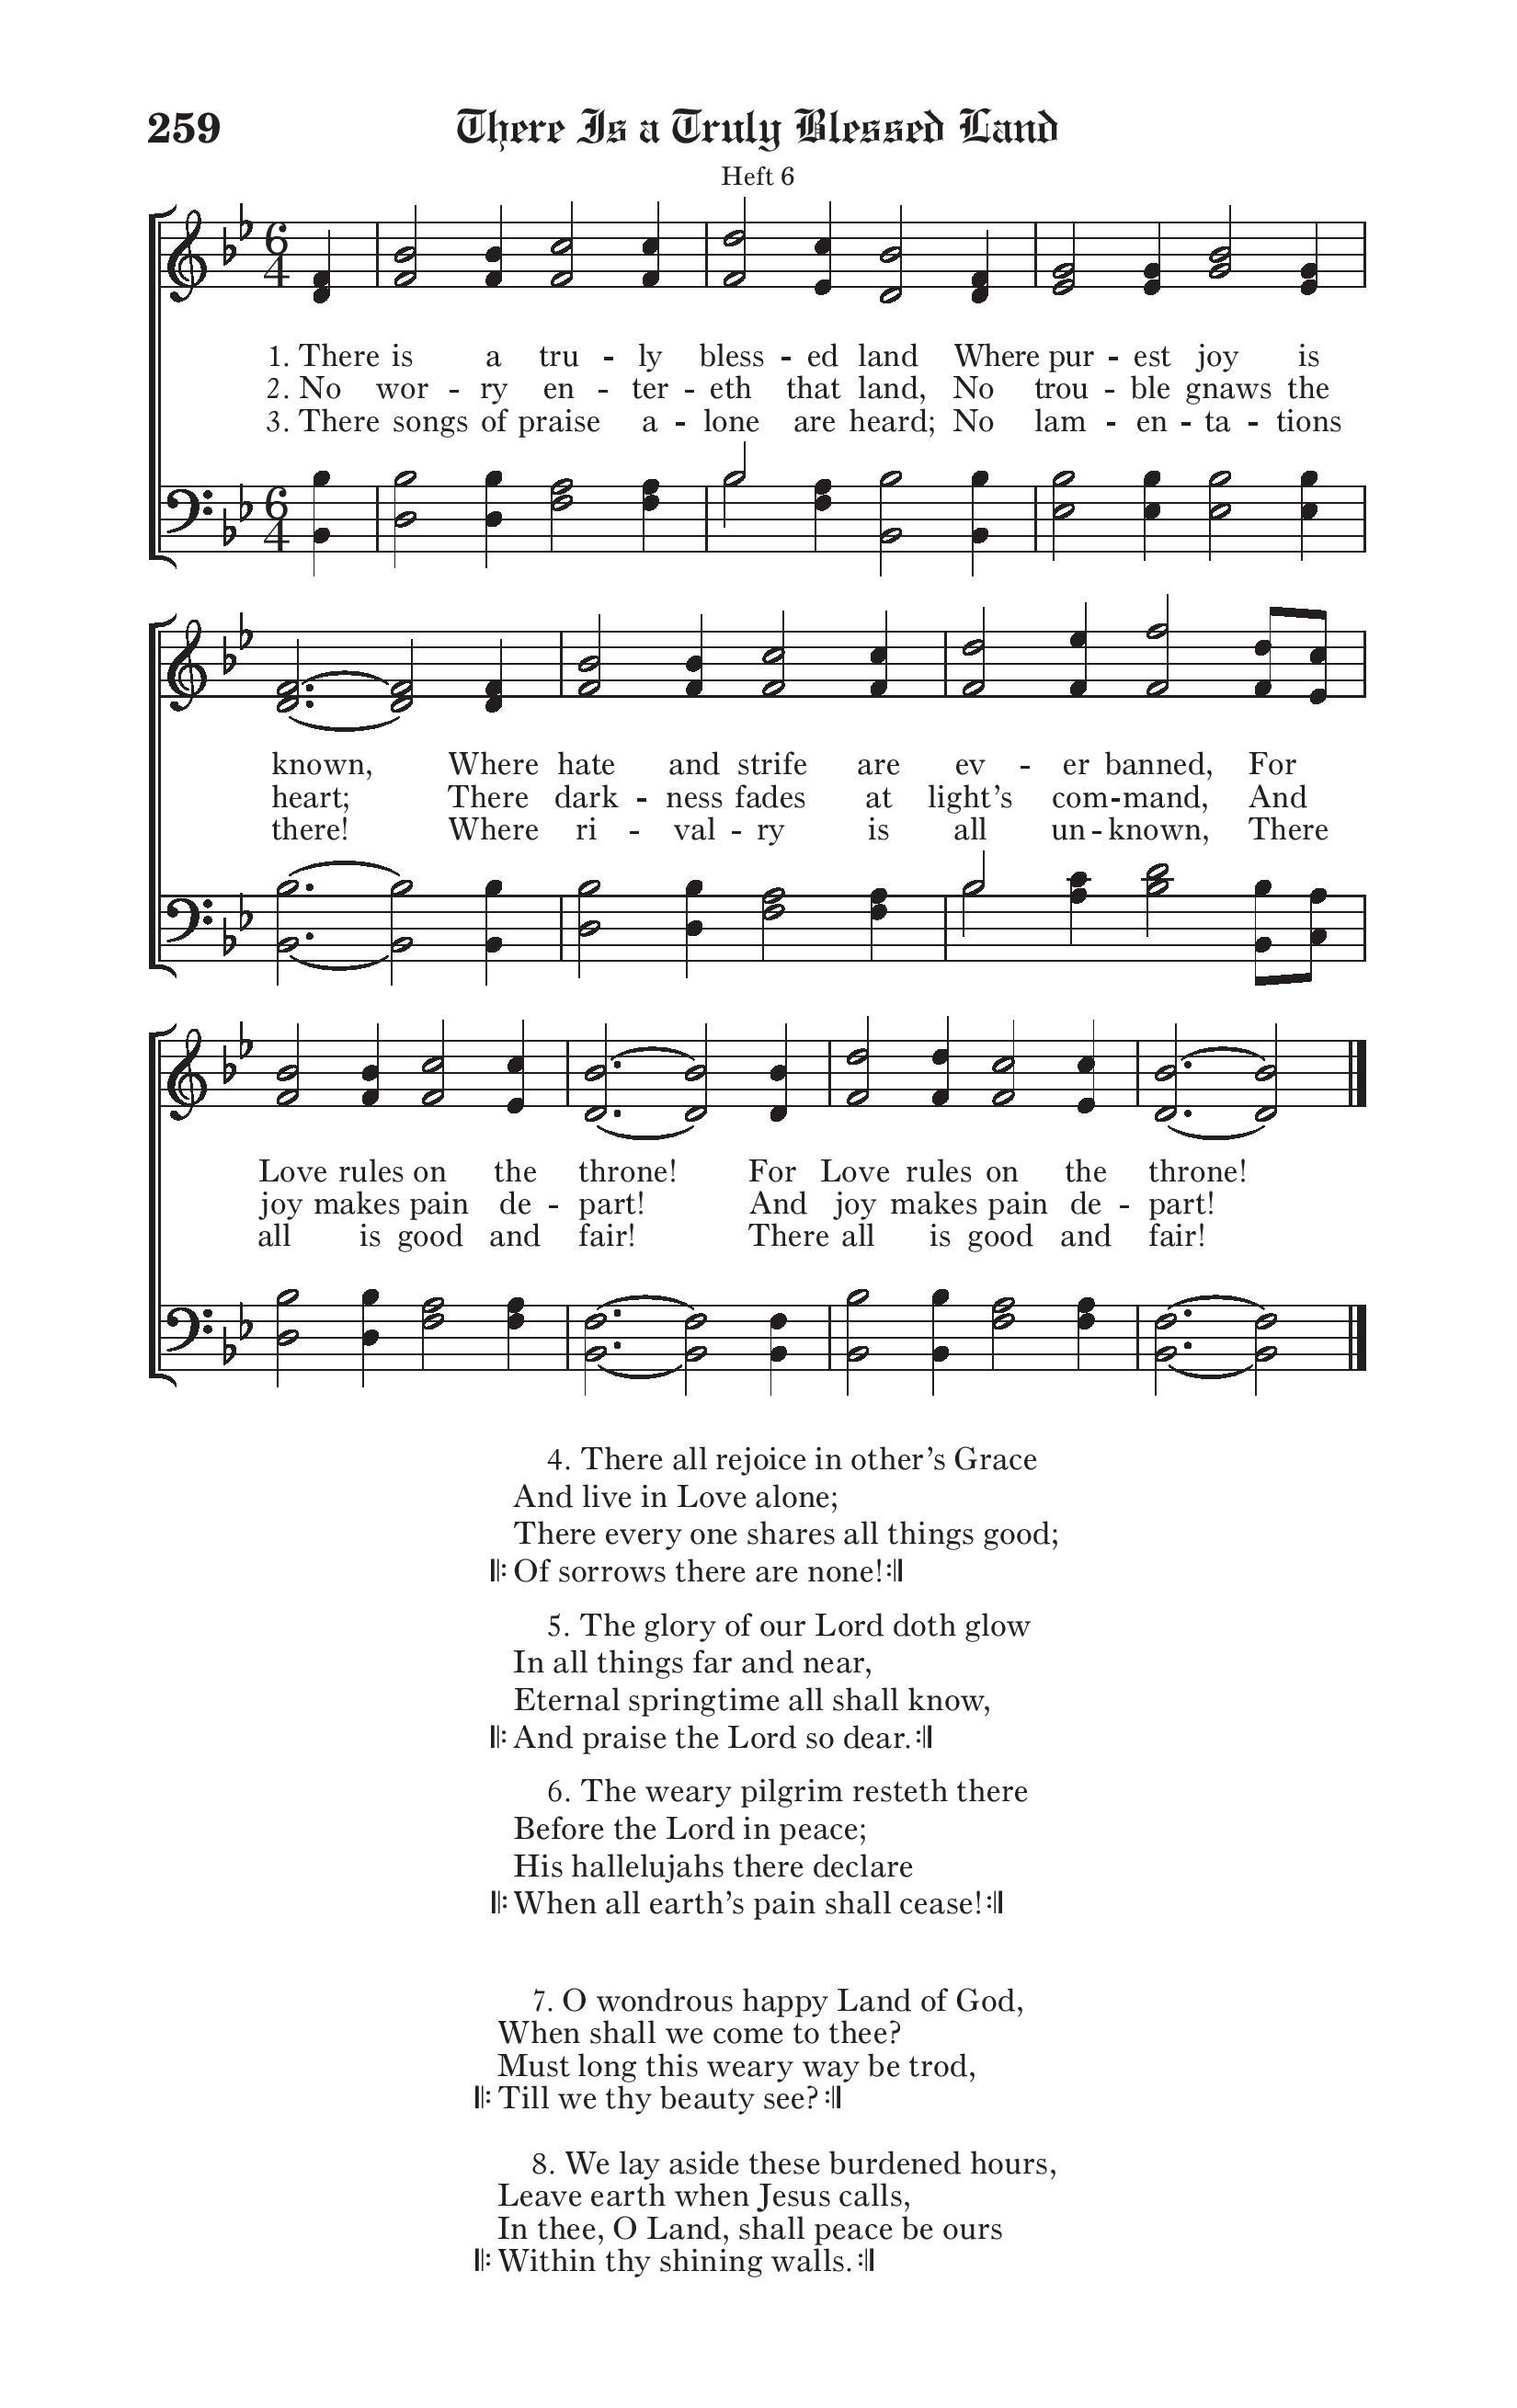 259 There Is a Truly Blessed Land
Heft 6
6 4
1. There is a tru - ly bless - ed land Where pur - est joy is
2. No wor - ry en - ter - eth that land, No trou - ble gnaws the
3. There songs of praise a - lone are heard; No lam - en - ta - tions
6 4
known, Where hate and strife are ev - er banned, For
heart; There dark - ness fades at light’s com - mand, And
there! Where ri - val - ry is all un - known, There
Love rules on the throne! For Love rules on the throne!
joy makes pain de - part! And joy makes pain de - part!
all is good and fair! There all is good and fair!
4. There all rejoice in other’s Grace
And live in Love alone;
There every one shares all things good;
𝄆 Of sorrows there are none! 𝄇
5. The glory of our Lord doth glow
In all things far and near,
Eternal springtime all shall know,
𝄆 And praise the Lord so dear. 𝄇
6. The weary pilgrim resteth there
Before the Lord in peace;
His hallelujahs there declare
𝄆 When all earth’s pain shall cease! 𝄇
7. O wondrous happy Land of God,
When shall we come to thee?
Must long this weary way be trod,
𝄆 Till we thy beauty see? 𝄇
8. We lay aside these burdened hours,
Leave earth when Jesus calls,
In thee, O Land, shall peace be ours
𝄆 Within thy shining walls. 𝄇